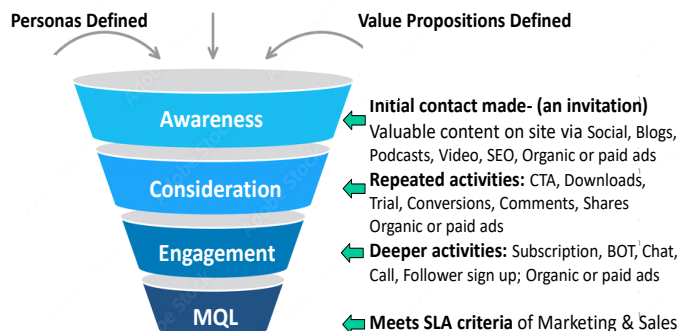 Personas Defined
Value Propositions Defined
Awareness
Initial contact made- (an invitation)
Valuable content on site via Social, Blogs,
Podcasts, Video, SEO, Organic or paid ads
Consideration
Repeated activities: CTA, Downloads,
Trial, Conversions, Comments, Shares
Organic or paid ads
Engagement
Deeper activities: Subscription, BOT, Chat,
Call, Follower sign up; Organic or paid ads
MQL
Meets SLA criteria of Marketing & Sales